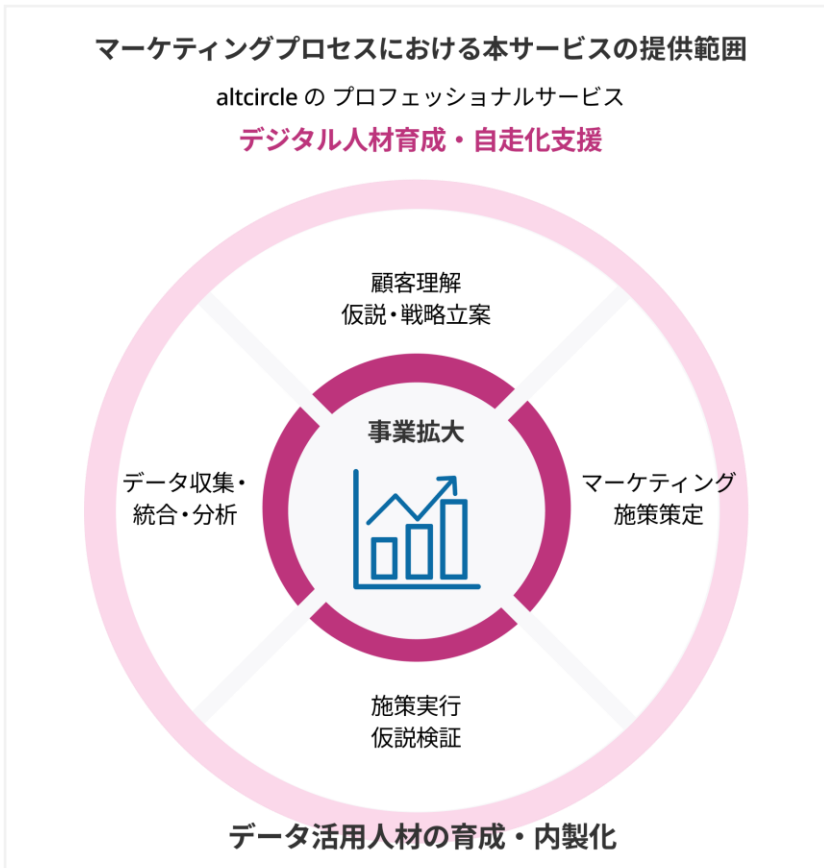 マーケティングプロセスにおける本サービスの提供範囲
altcircle の プロフェッショナルサービス
デジタル人材育成・自走化支援
顧客理解
仮説・戦略立案
事業拡大
データ収集・
統合・分析
マーケティング
施策策定
施策実行
仮説検証
データ活用人材の育成・内製化